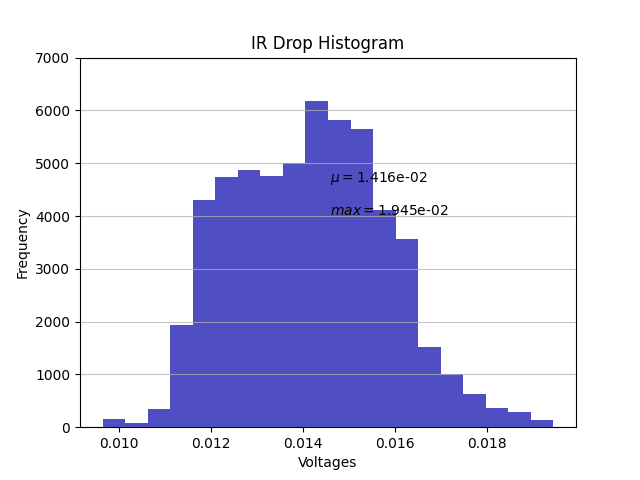 IR Drop Histogram
7000
6000
5000
4000
3000
2000
1000
0
Frequency
μ = 1.416e-02
max = 1.945e-02
0.010 0.012 0.014 0.016 0.018
Voltages